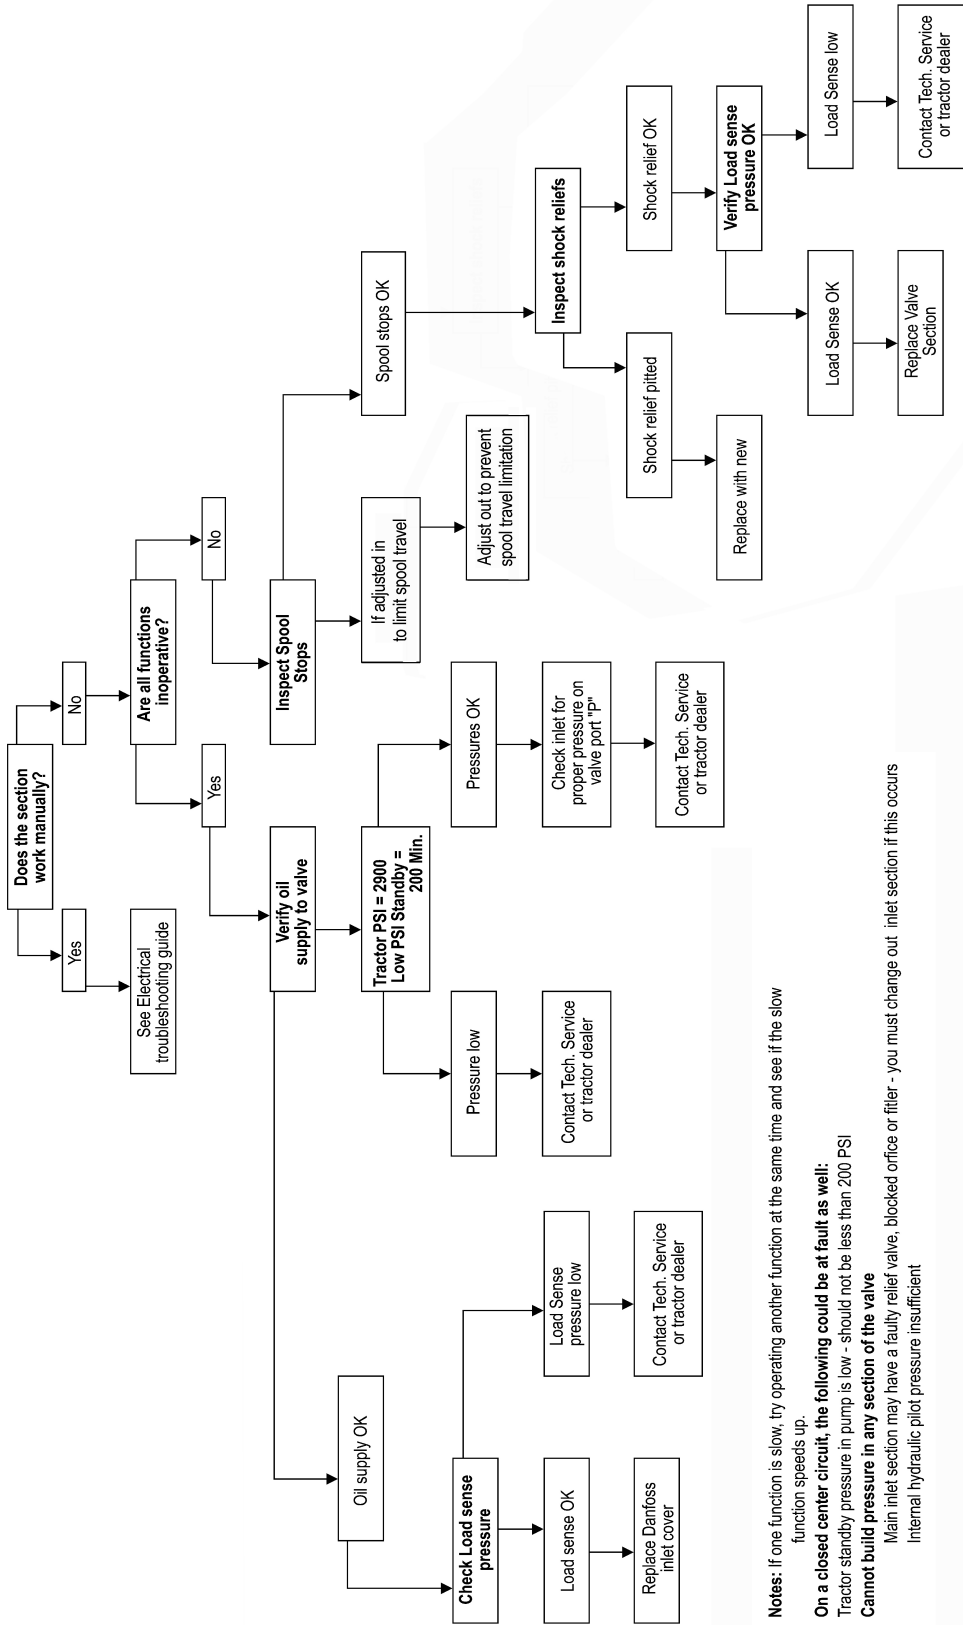 Does the section
work manually?
Yes
No
See Electrical
troubleshooting guide
Are all functions
inoperative?
Yes
No
Verify oil
supply to valve
Inspect Spool
Stops
Oil supply OK
Tractor PSI = 2900
Low PSI Standby =
200 Min.
If adjusted in
to limit spool travel
Spool stops OK
Check Load sense
pressure
Pressure low
Pressures OK
Adjust out to prevent
spool travel limitation
Inspect shock reliefs
Load sense OK
Load Sense
pressure low
Contact Tech. Service
or tractor dealer
Check inlet for
proper pressure on
valve port "P"
Shock relief pitted
Shock relief OK
Replace Danfoss
inlet cover
Contact Tech. Service
or tractor dealer
Contact Tech. Service
or tractor dealer
Replace with new
Verify Load sense
pressure OK
Load Sense OK
Load Sense low
Replace Valve
Section
Contact Tech. Service
or tractor dealer
Notes: If one function is slow, try operating another function at the same time and see if the slow
function speeds up.
On a closed center circuit, the following could be at fault as well:
Tractor standby pressure in pump is low - should not be less than 200 PSI
Cannot build pressure in any section of the valve
Main inlet section may have a faulty relief valve, blocked orfice or fitler - you must change out inlet section if this occurs
Internal hydraulic pilot pressure insufficient